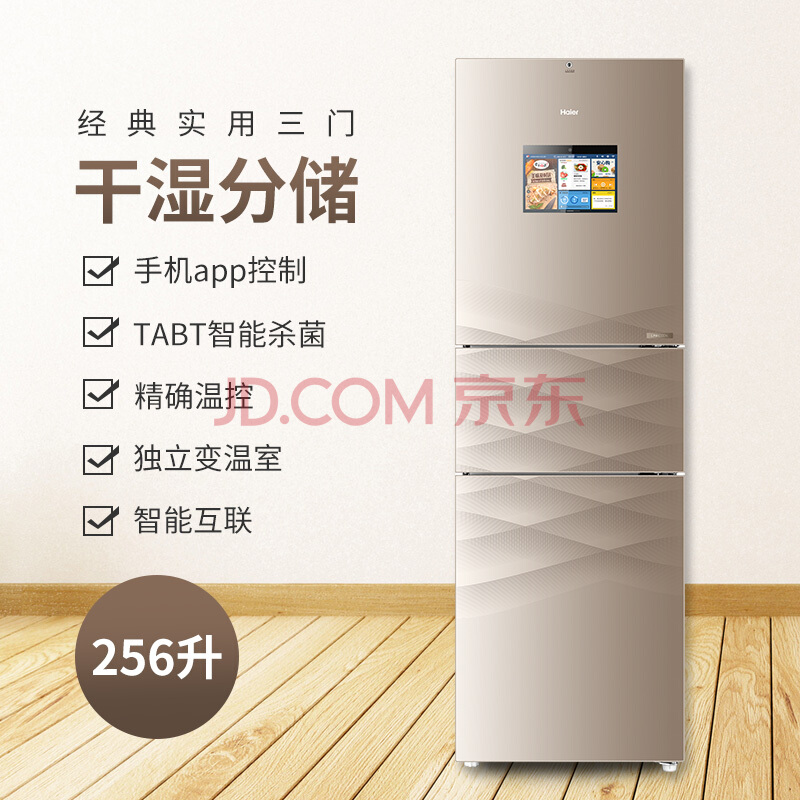 经典实用三门
干湿分储
手机app控制
TABT智能杀菌
精确温控
独立变温室
智能互联
256升
Haier
JD.COM 京东